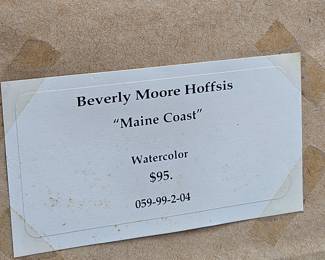 Beverly Moore Hoffsis
"Maine Coast"
Watercolor
$95.
059-99-2-04